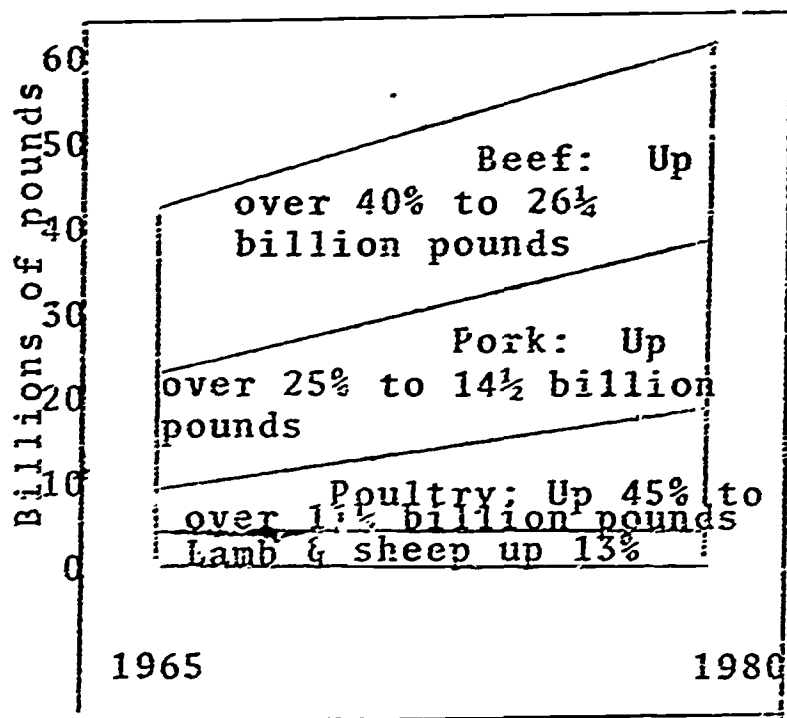 Billions of pounds
60
50
40
30
20
10
0
Beef: Up
over 40% to 26¼
billion pounds
Pork: Up
over 25% to 14½ billion
pounds
Poultry: Up 45% to
over billion pounds
Lamb & sheep up 13%
1965 1980